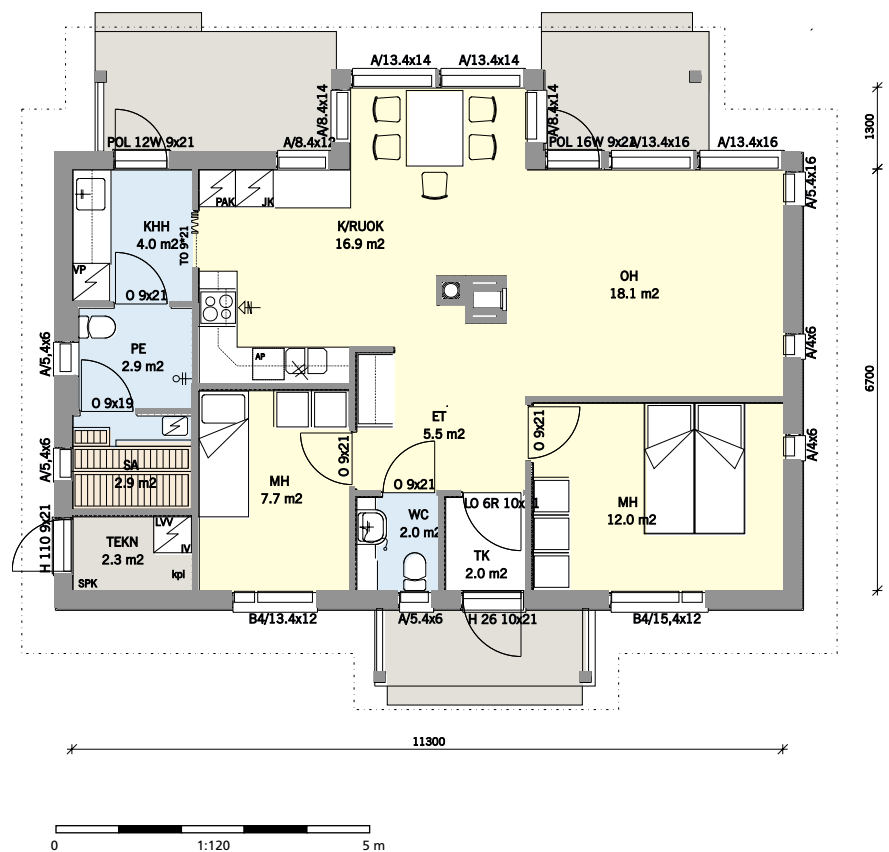 A/13.4x14
A/13.4x14
A/8.4x14
A/8.4x14
1300
POL 12W 9x21
A/8.4x12
POL 16W 9x21
A/13.4x16
A/13.4x16
A/5.4x16
PAK
JK
KHH
4.0 m2
TO 9*21
K/RUOK
16.9 m2
VP
OH
18.1 m2
O 9x21
A/5,4x6
PE
2.9 m2
AP
A/4x6
6700
O 9x19
ET
5.5 m2
O 9x21
O 9x21
A/4x6
A/5,4x6
SA
2.9 m2
MH
7.7 m2
O 9x21
LO 6R 10x21
MH
12.0 m2
H 110 9x21
LVV
WC
2.0 m2
TEKN
2.3 m2
IV
TK
2.0 m2
SPK
kpl
B4/13.4x12
A/5.4x6
H 26 10x21
B4/15,4x12
11300
0
1:120
5 m